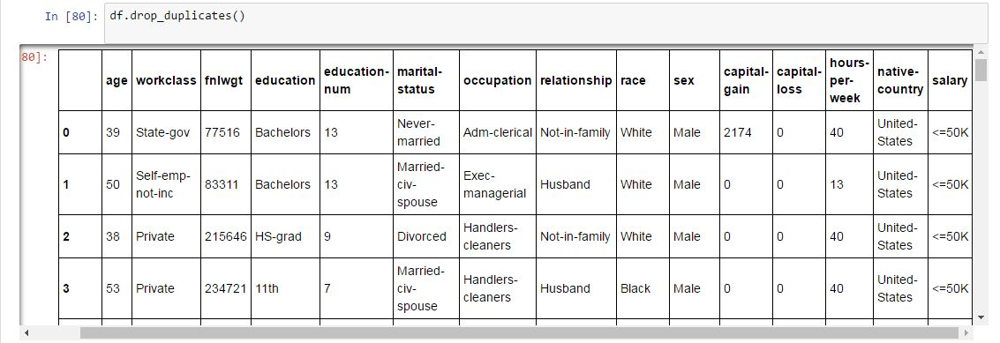 In [80]: df.drop_duplicates()
80]:
age workclass fnlwgt education education-num marital-status occupation relationship race sex capital-gain capital-loss hours-per-week native-country salary
0 39 State-gov 77516 Bachelors 13 Never-married Adm-clerical Not-in-family White Male 2174 0 40 United-States <=50K
1 50 Self-emp-not-inc 83311 Bachelors 13 Married-civ-spouse Exec-managerial Husband White Male 0 0 13 United-States <=50K
2 38 Private 215646 HS-grad 9 Divorced Handlers-cleaners Not-in-family White Male 0 0 40 United-States <=50K
3 53 Private 234721 11th 7 Married-civ-spouse Handlers-cleaners Husband Black Male 0 0 40 United-States <=50K